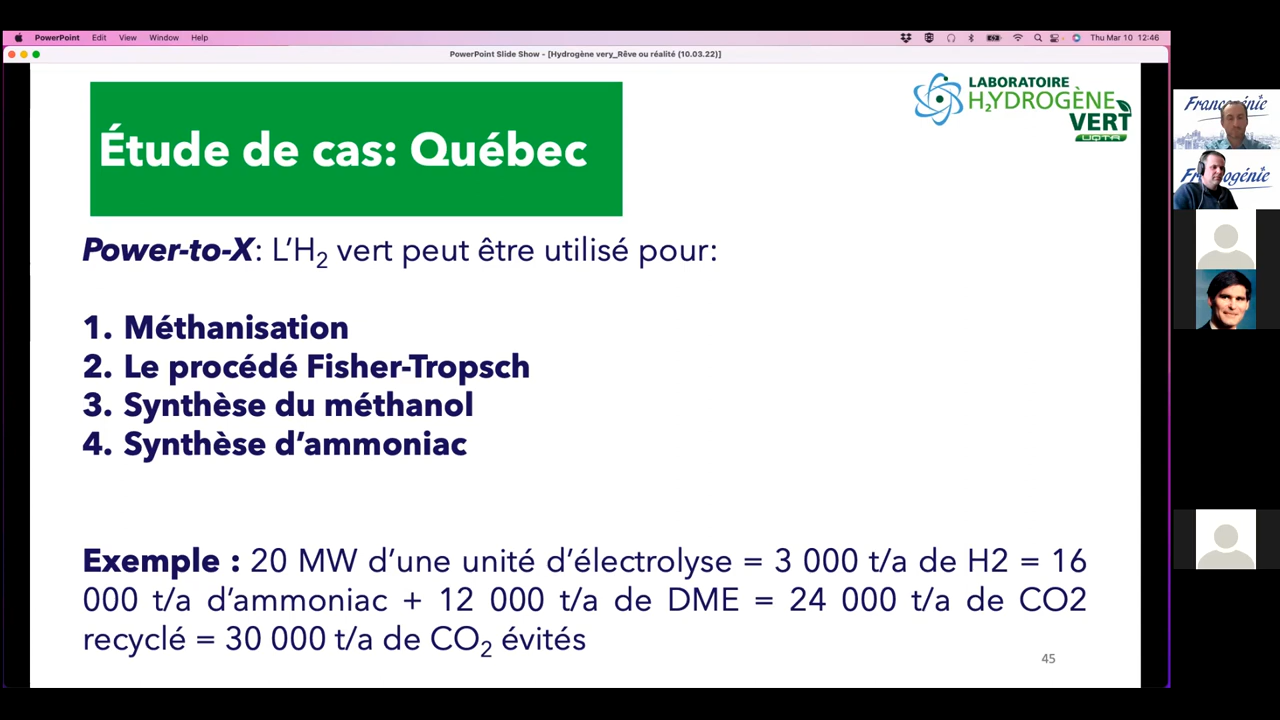 PowerPoint Edit View Window Help
Thu Mar 10 12:46
PowerPoint Slide Show - [Hydrogène very_Rêve ou réalité (10.03.22)]
LABORATOIRE
H₂YDROGÈNE
VERT
UQTR
Étude de cas: Québec
Power-to-X: L’H₂ vert peut être utilisé pour:
1. Méthanisation
2. Le procédé Fisher-Tropsch
3. Synthèse du méthanol
4. Synthèse d’ammoniac
Exemple : 20 MW d’une unité d’électrolyse = 3 000 t/a de H2 = 16
000 t/a d’ammoniac + 12 000 t/a de DME = 24 000 t/a de CO2
recyclé = 30 000 t/a de CO₂ évités
45